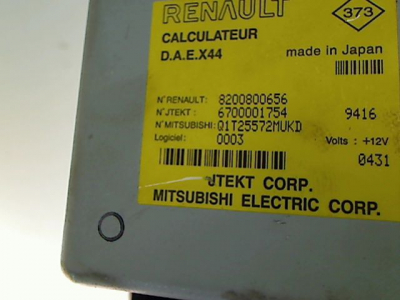 RENAULT
373
CALCULATEUR
made in Japan
D.A.E.X44
N°RENAULT: 8200800656
N°JTEKT: 6700001754 9416
N°MITSUBISHI: Q1T25572MUKD
Logiciel: 0003 Volts: +12V
0431
JTEKT CORP.
MITSUBISHI ELECTRIC CORP.